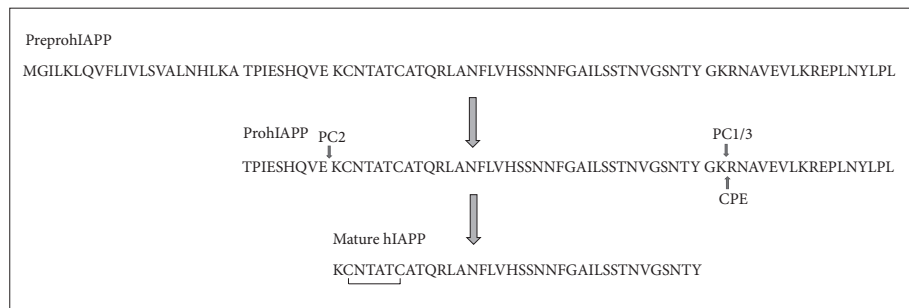 PreprohIAPP
MGILKLQVFLIVLSVALNHLKA TPIESHQVE KCNTATCATQRLANFLVHSSNNFGAILSSTNVGSNTY GKRNAVEVLKREPLNYLPL
ProhIAPP PC2 PC1/3
TPIESHQVE KCNTATCATQRLANFLVHSSNNFGAILSSTNVGSNTY GKRNAVEVLKREPLNYLPL
CPE
Mature hIAPP
KCNTATCATQRLANFLVHSSNNFGAILSSTNVGSNTY